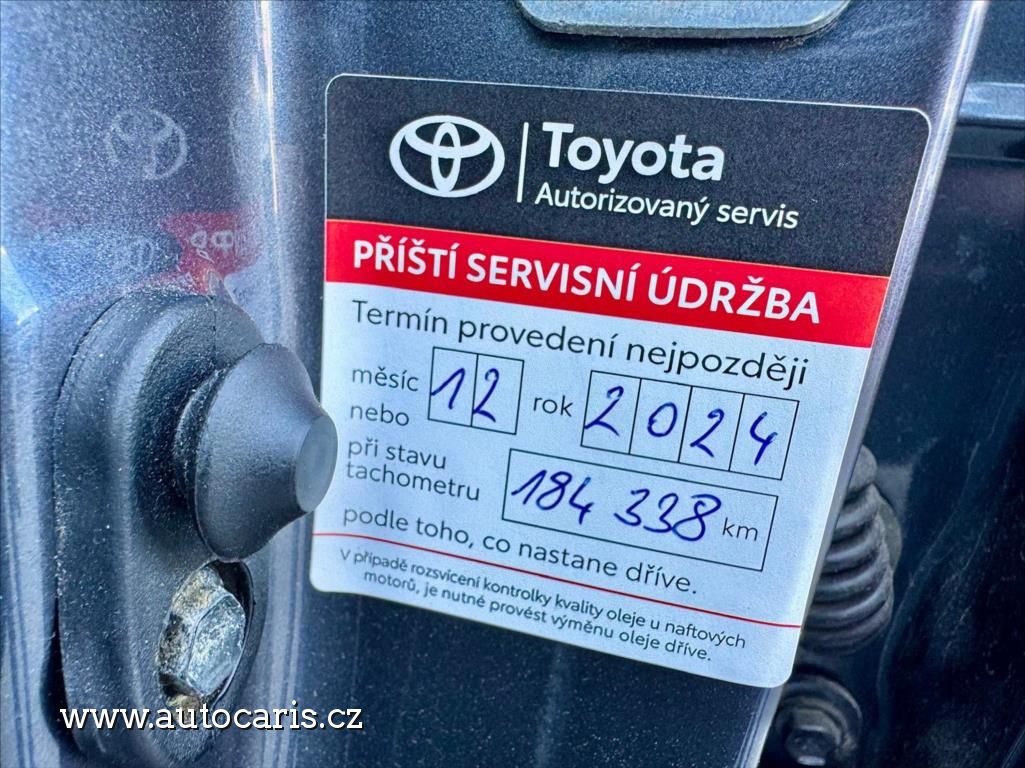 Toyota
Autorizovaný servis
PŘÍŠTÍ SERVISNÍ ÚDRŽBA
Termín provedení nejpozději
měsíc 12 rok 2024
nebo
při stavu
tachometru 184 338 km
podle toho, co nastane dříve.
V případě rozsvícení kontrolky kvality oleje u naftových
motorů, je nutné provést výměnu oleje dříve.
www.autocaris.cz